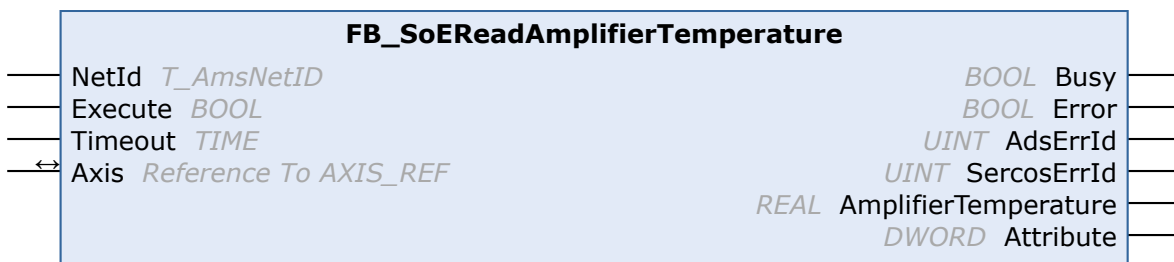 FB_SoEReadAmplifierTemperature
NetId T_AmsNetID BOOL Busy
Execute BOOL BOOL Error
Timeout TIME UINT AdsErrId
↔ Axis Reference To AXIS_REF UINT SercosErrId
REAL AmplifierTemperature
DWORD Attribute